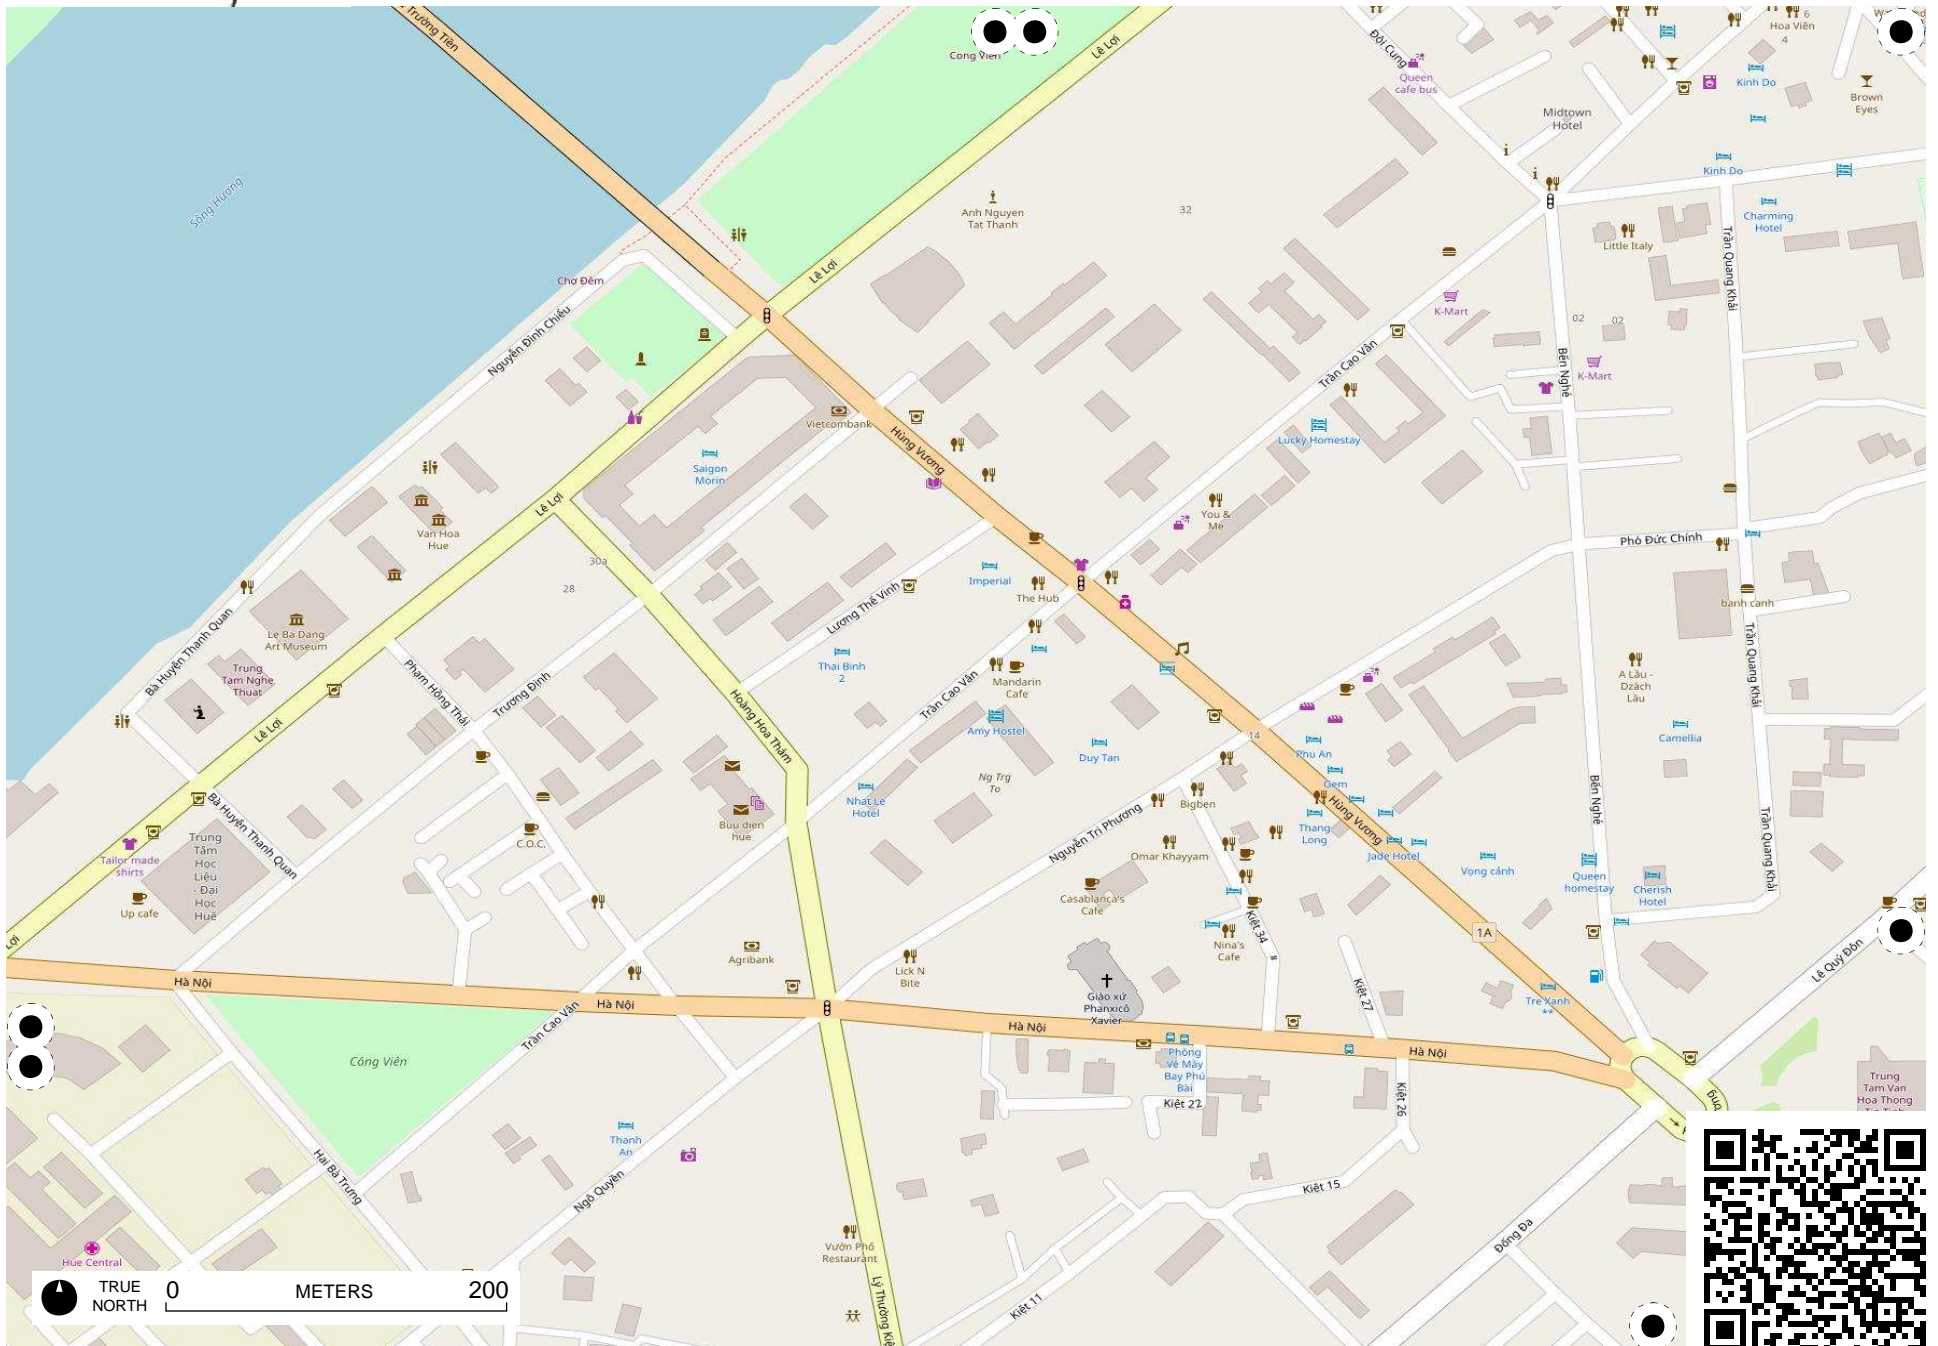 Trường Tiền
Lê Lợi
Cong Vien
Đội Cung
Queen
cafe bus
6
Hoa Viên
4
Kinh Do
Brown
Eyes
Midtown
Hotel
Kinh Do
Sông Hương
Anh Nguyen
Tat Thanh
32
Charming
Hotel
Little Italy
Trần Quang Khải
Chợ Đêm
Lê Lợi
K-Mart
02
02
Nguyễn Đình Chiểu
Trần Cao Vân
Bến Nghé
K-Mart
Vietcombank
Hùng Vương
Lucky Homestay
Saigon
Morin
Lê Lợi
Van Hoa
Hue
You &
Me
Phó Đức Chính
30a
28
Imperial
The Hub
Lương Thế Vinh
banh canh
Le Ba Dang
Art Museum
Bà Huyện Thanh Quan
Trung
Tam Nghe
Thuat
Phạm Hồng Thái
Trương Định
Thai Binh
2
Mandarin
Cafe
Trần Cao Vân
A Lầu -
Dzách
Lầu
Trần Quang Khải
Lê Lợi
Hoàng Hoa Thám
Amy Hostel
Duy Tan
14
Phu An
Camellia
Gem
Ng Trg
To
Nhat Le
Hotel
Bigben
Thang
Long
Hùng Vương
Bến Nghé
Bà Huyện Thanh Quan
Buu dien
hue
C.O.C.
Nguyễn Tri Phương
Omar Khayyam
Jade Hotel
Vọng cảnh
Queen
homestay
Cherish
Hotel
Trần Quang Khải
Tailor made
shirts
Trung
Tâm
Học
Liệu
- Đại
Học
Huế
Up cafe
Casablanca's
Cafe
Kiệt 34
Nina's
Cafe
1A
Lợi
Agribank
Lick N
Bite
Lê Quý Đôn
Hà Nội
Hà Nội
Giáo xứ
Phanxicô
Xavier
Kiệt 27
Tre Xanh
**
Trần Cao Vân
Hà Nội
Hà Nội
Công Viên
Phòng
Vé Máy
Bay Phú
Bài
Kiệt 22
Kiệt 26
Trung
Tam Van
Hoa Thong
Thanh
An
Hai Bà Trưng
Ngô Quyền
Kiệt 15
Đống Đa
Vườn Phố
Restaurant
Hue Central
Kiệt 11
Lý Thường Kiệ
TRUE
NORTH
0
METERS
200